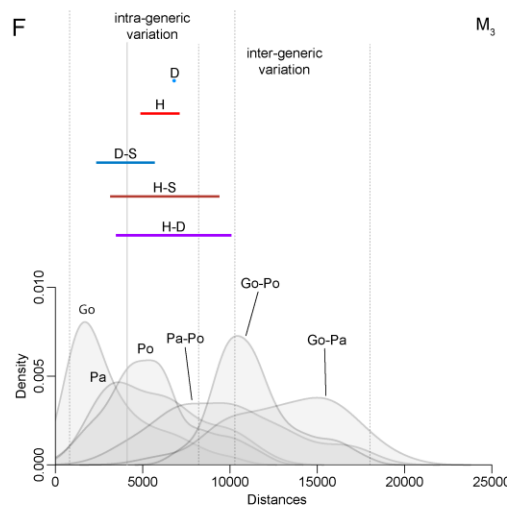 F
intra-generic
variation
M3
inter-generic
variation
D
H
D-S
H-S
H-D
Go-Po
Go
Pa-Po
Go-Pa
Po
Pa
Density
0.000
0.005
0.010
0
5000
10000
15000
20000
25000
Distances